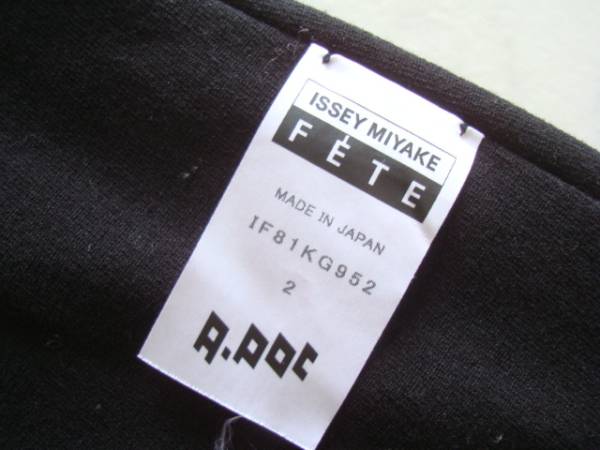 ISSEY MIYAKE
FÊTE
MADE IN JAPAN
IF81KG952
2
A.POC